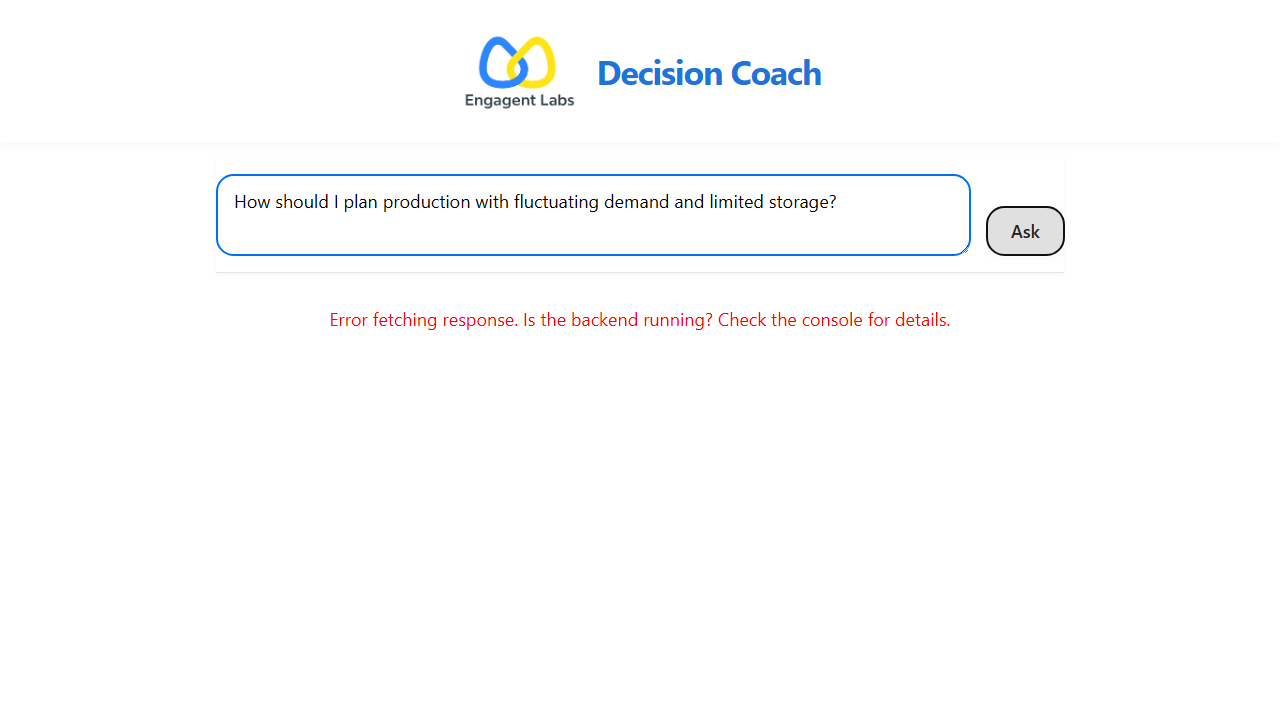 Engagent Labs
Decision Coach
How should I plan production with fluctuating demand and limited storage?
Ask
Error fetching response. Is the backend running? Check the console for details.